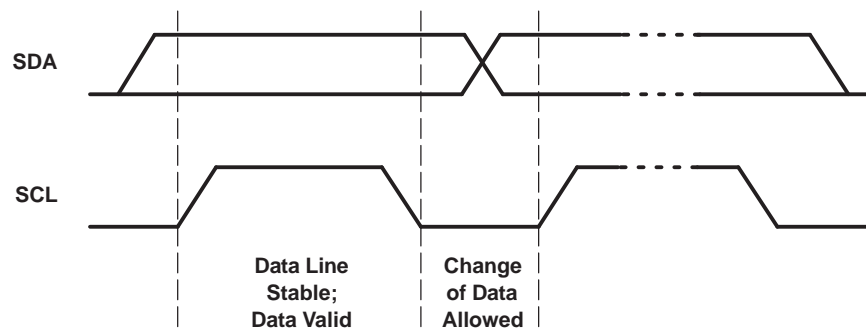 SDA
SCL
Data Line
Stable;
Data Valid
Change
of Data
Allowed